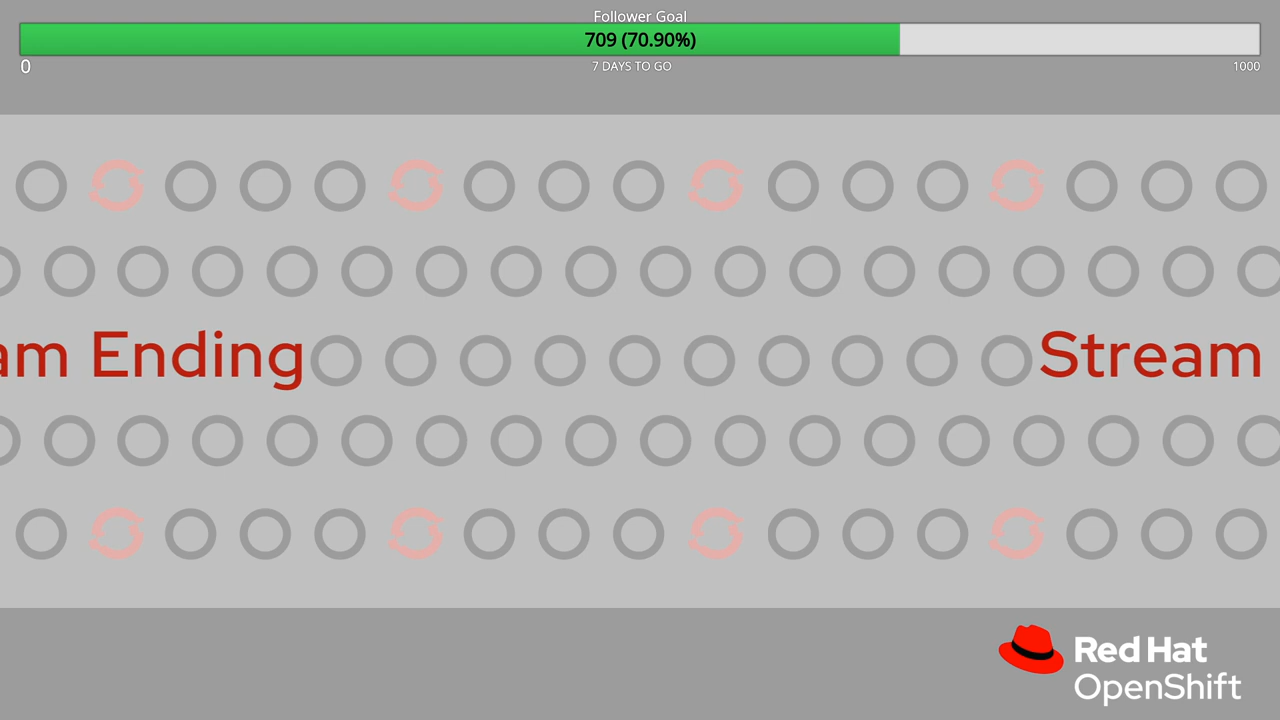 Follower Goal
709 (70.90%)
0
7 DAYS TO GO
1000
am Ending
Stream
Red Hat
OpenShift